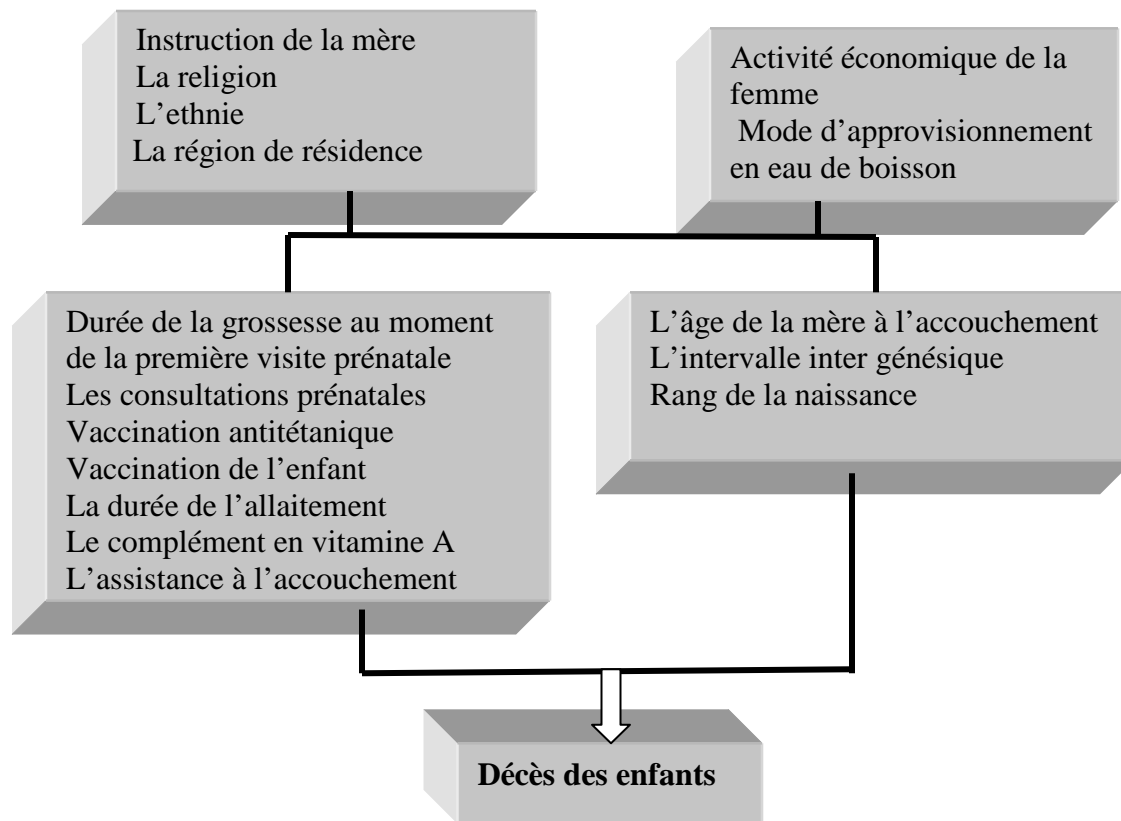 Instruction de la mère
La religion
L’ethnie
La région de résidence
Activité économique de la
femme
Mode d’approvisionnement
en eau de boisson
Durée de la grossesse au moment
de la première visite prénatale
Les consultations prénatales
Vaccination antitétanique
Vaccination de l’enfant
La durée de l’allaitement
Le complément en vitamine A
L’assistance à l’accouchement
L’âge de la mère à l’accouchement
L’intervalle inter génésique
Rang de la naissance
Décès des enfants